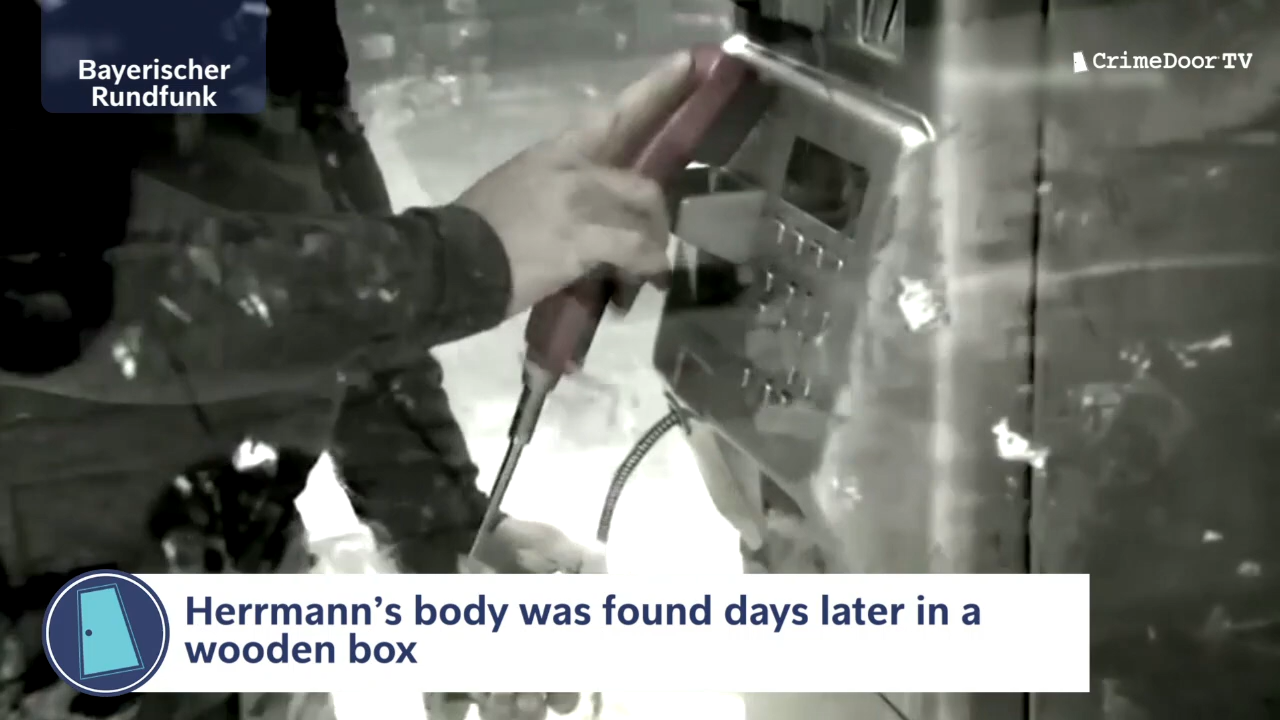 Bayerischer
Rundfunk
CrimeDoor TV
Herrmann’s body was found days later in a
wooden box